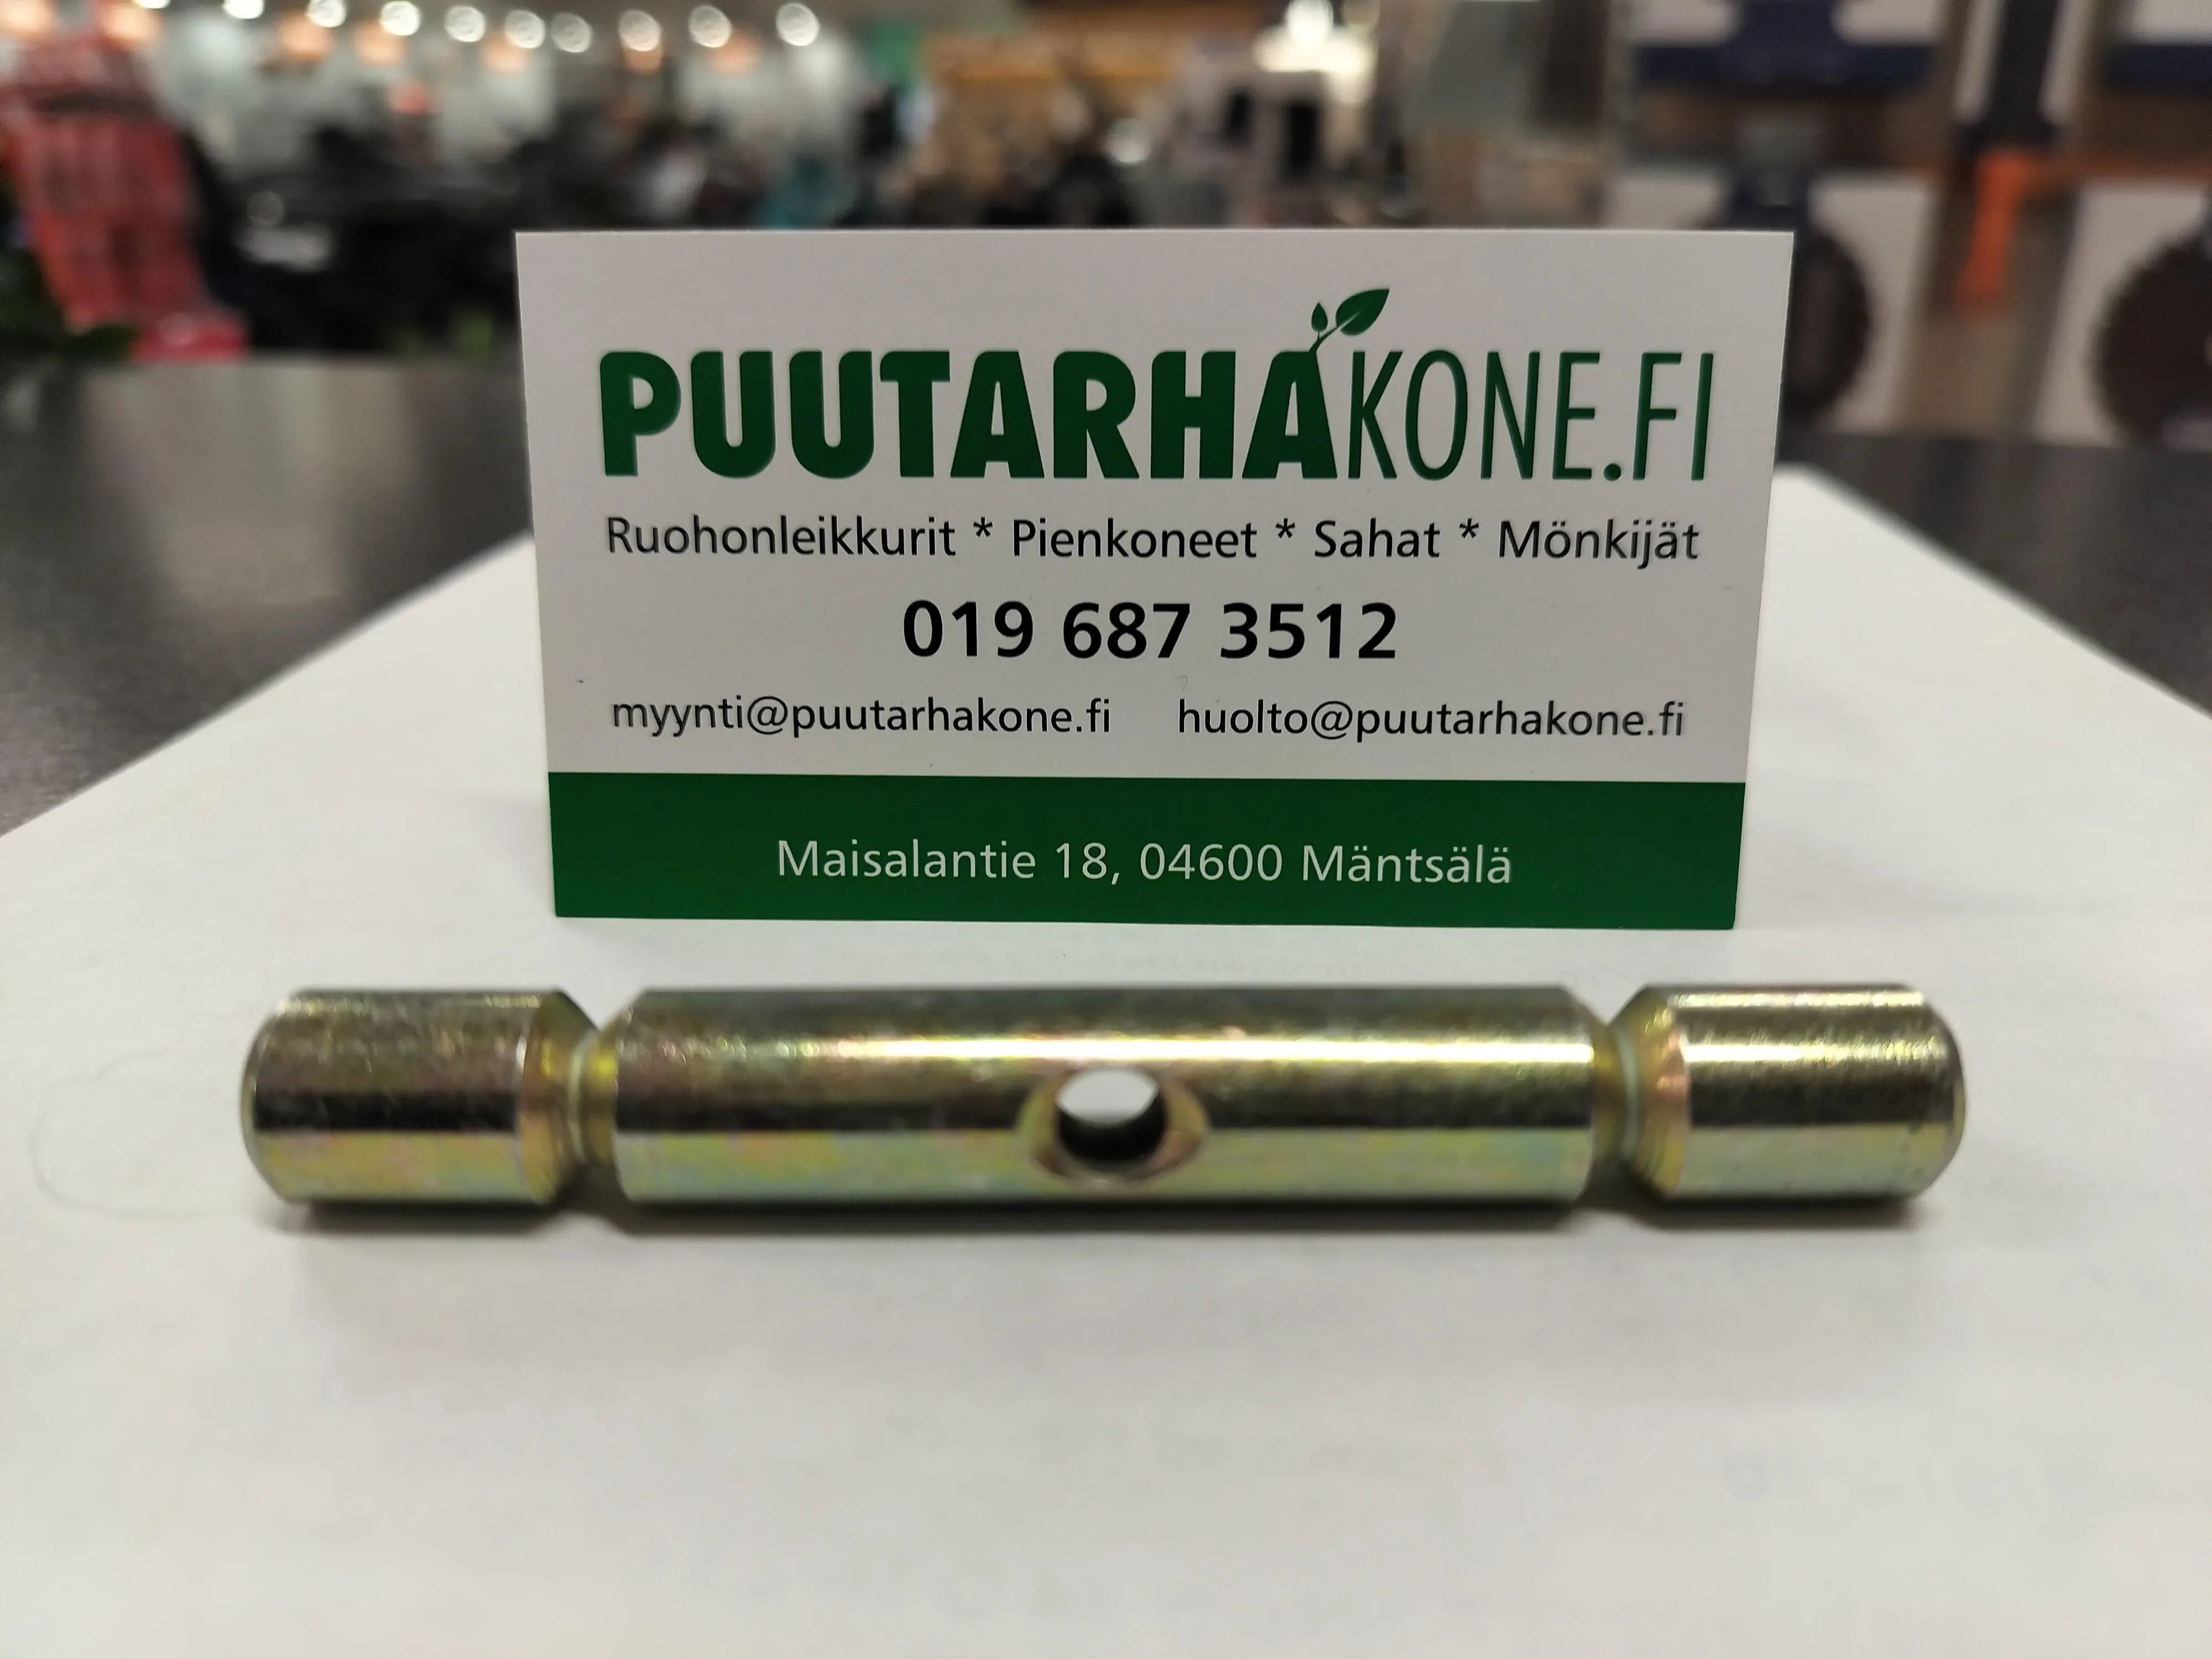 PUUTARHAKONE.FI
Ruohonleikkurit * Pienkoneet * Sahat * Mönkijät
019 687 3512
myynti@puutarhakone.fi huolto@puutarhakone.fi
Maisalantie 18, 04600 Mäntsälä